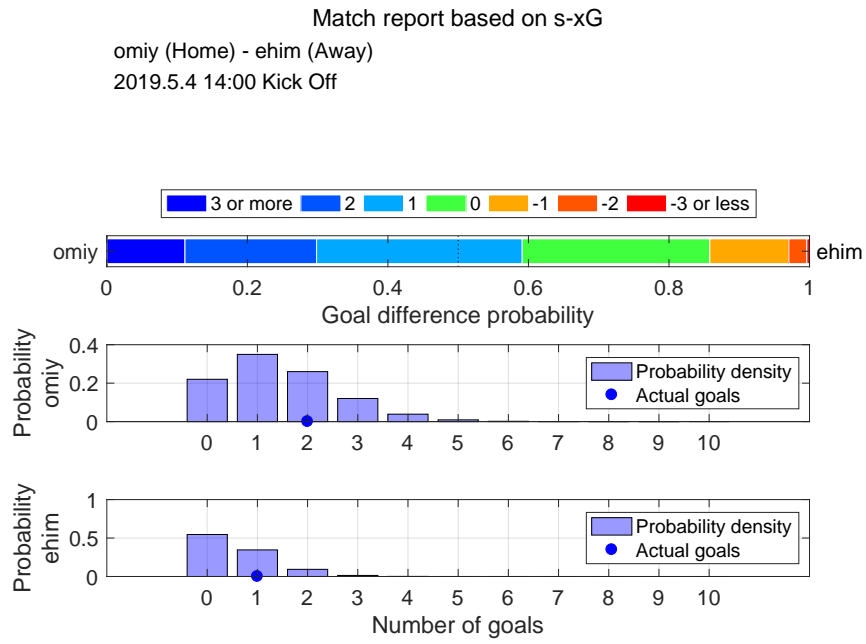 Match report based on s-xG
omiy (Home) - ehim (Away)
2019.5.4 14:00 Kick Off
3 or more 2 1 0 -1 -2 -3 or less
omiy ehim
0 0.2 0.4 0.6 0.8 1
Goal difference probability
Probability
omiy
0.4
0.2
0
Probability density
Actual goals
0 1 2 3 4 5 6 7 8 9 10
Probability
ehim
1
0.5
0
Probability density
Actual goals
0 1 2 3 4 5 6 7 8 9 10
Number of goals